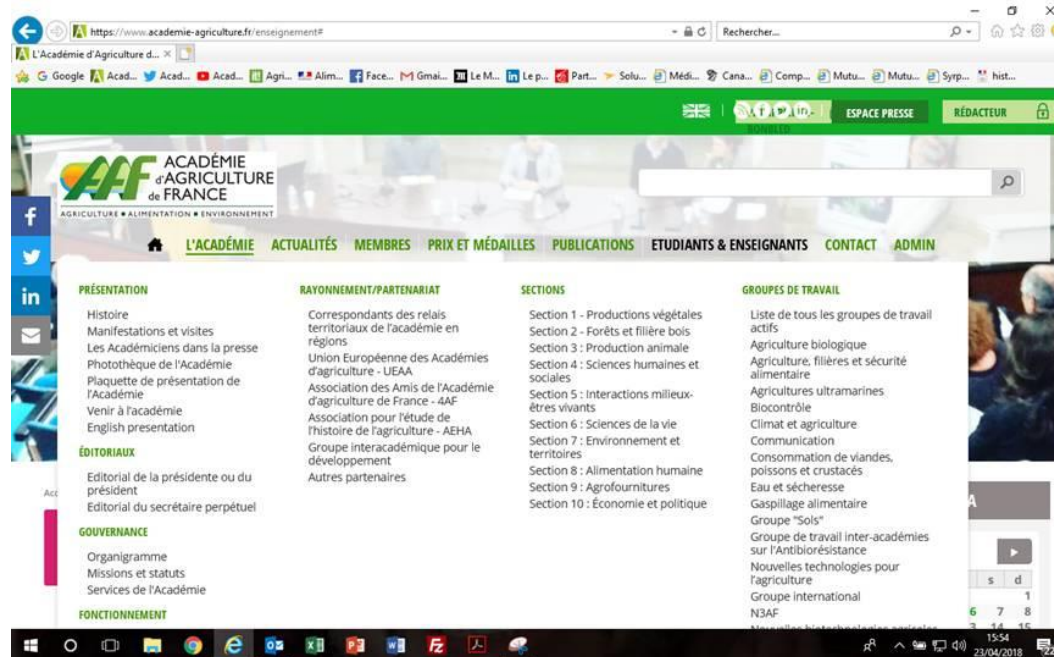 https://www.academie-agriculture.fr/enseignement#
Rechercher...
L'Académie d'Agriculture d...
Google Acad... Acad... Acad... Agri... Alim... Face... Gmai... Le M... Le p... Part... Solu... Médi... Cana... Comp... Mutu... Mutu... Syrp... hist...
ESPACE PRESSE
RÉDACTEUR
ACADÉMIE
d'AGRICULTURE
de FRANCE
AAF
AGRICULTURE • ALIMENTATION • ENVIRONNEMENT
L'ACADÉMIE ACTUALITÉS MEMBRES PRIX ET MÉDAILLES PUBLICATIONS ETUDIANTS & ENSEIGNANTS CONTACT ADMIN
PRÉSENTATION
Histoire
Manifestations et visites
Les Académiciens dans la presse
Photothèque de l'Académie
Plaquette de présentation de
l'Académie
Venir à l'académie
English presentation
ÉDITORIAUX
Editorial de la présidente ou du
président
Editorial du secrétaire perpétuel
GOUVERNANCE
Organigramme
Missions et statuts
Services de l'Académie
FONCTIONNEMENT
RAYONNEMENT/PARTENARIAT
Correspondants des relais
territoriaux de l'académie en
régions
Union Européenne des Académies
d'agriculture - UEAA
Association des Amis de l'Académie
d'agriculture de France - 4AF
Association pour l'étude de
l'histoire de l'agriculture - AEHA
Groupe interacadémique pour le
développement
Autres partenaires
SECTIONS
Section 1 - Productions végétales
Section 2 - Forêts et filière bois
Section 3 : Production animale
Section 4 : Sciences humaines et
sociales
Section 5 : Interactions milieux-
êtres vivants
Section 6 : Sciences de la vie
Section 7 : Environnement et
territoires
Section 8 : Alimentation humaine
Section 9 : Agrofournitures
Section 10 : Économie et politique
GROUPES DE TRAVAIL
Liste de tous les groupes de travail
actifs
Agriculture biologique
Agriculture, filières et sécurité
alimentaire
Agricultures ultramarines
Biocontrôle
Climat et agriculture
Communication
Consommation de viandes,
poissons et crustacés
Eau et sécheresse
Gaspillage alimentaire
Groupe "Sols"
Groupe de travail inter-académies
sur l'Antibiorésistance
Nouvelles technologies pour
l'agriculture
Groupe international
N3AF
Nouvelles biotechnologies agricoles
A
s d
1
6 7 8
3 14 15
15:54
23/04/2018
22